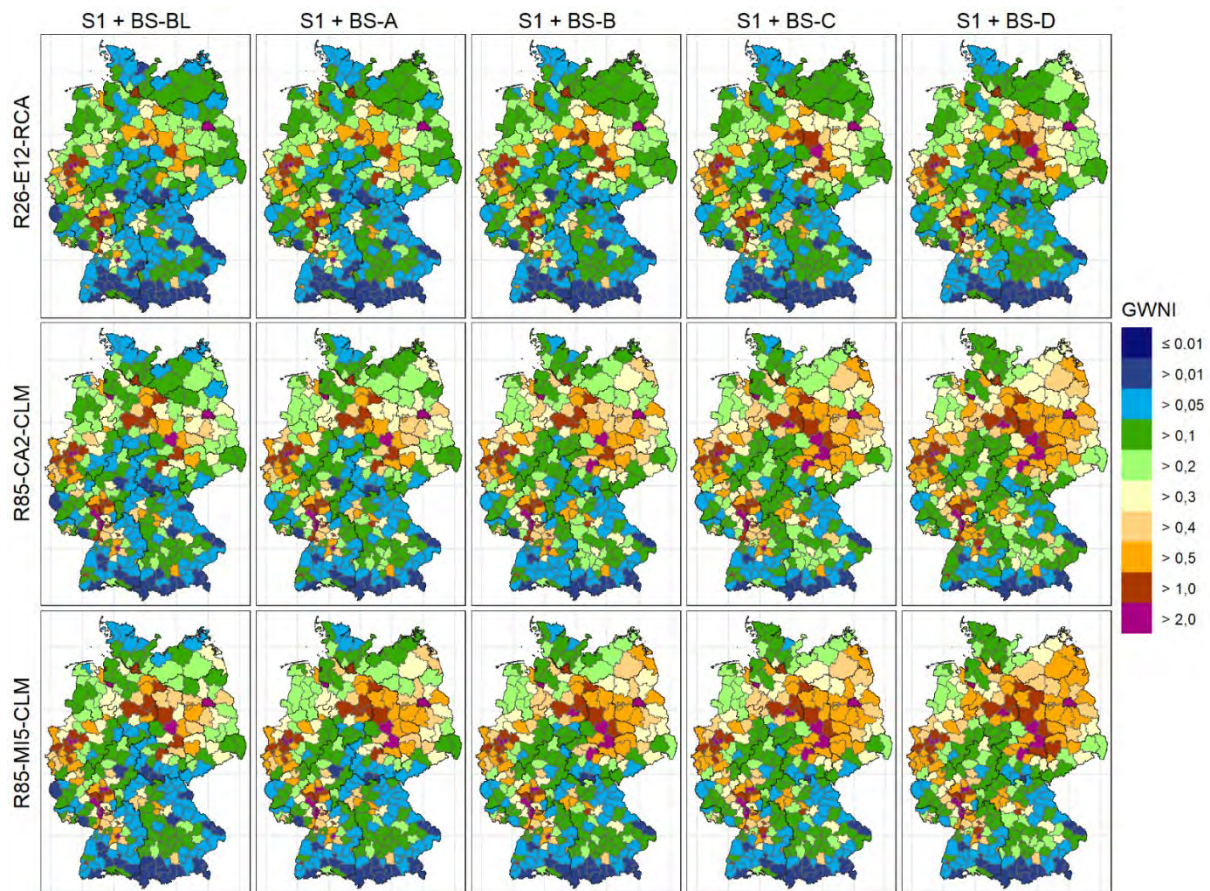 S1 + BS-BL
S1 + BS-A
S1 + BS-B
S1 + BS-C
S1 + BS-D
R26-E12-RCA
R85-CA2-CLM
R85-MI5-CLM
GWNI
≤ 0.01
> 0,01
> 0.05
> 0,1
> 0,2
> 0,3
> 0,4
> 0,5
> 1,0
> 2,0